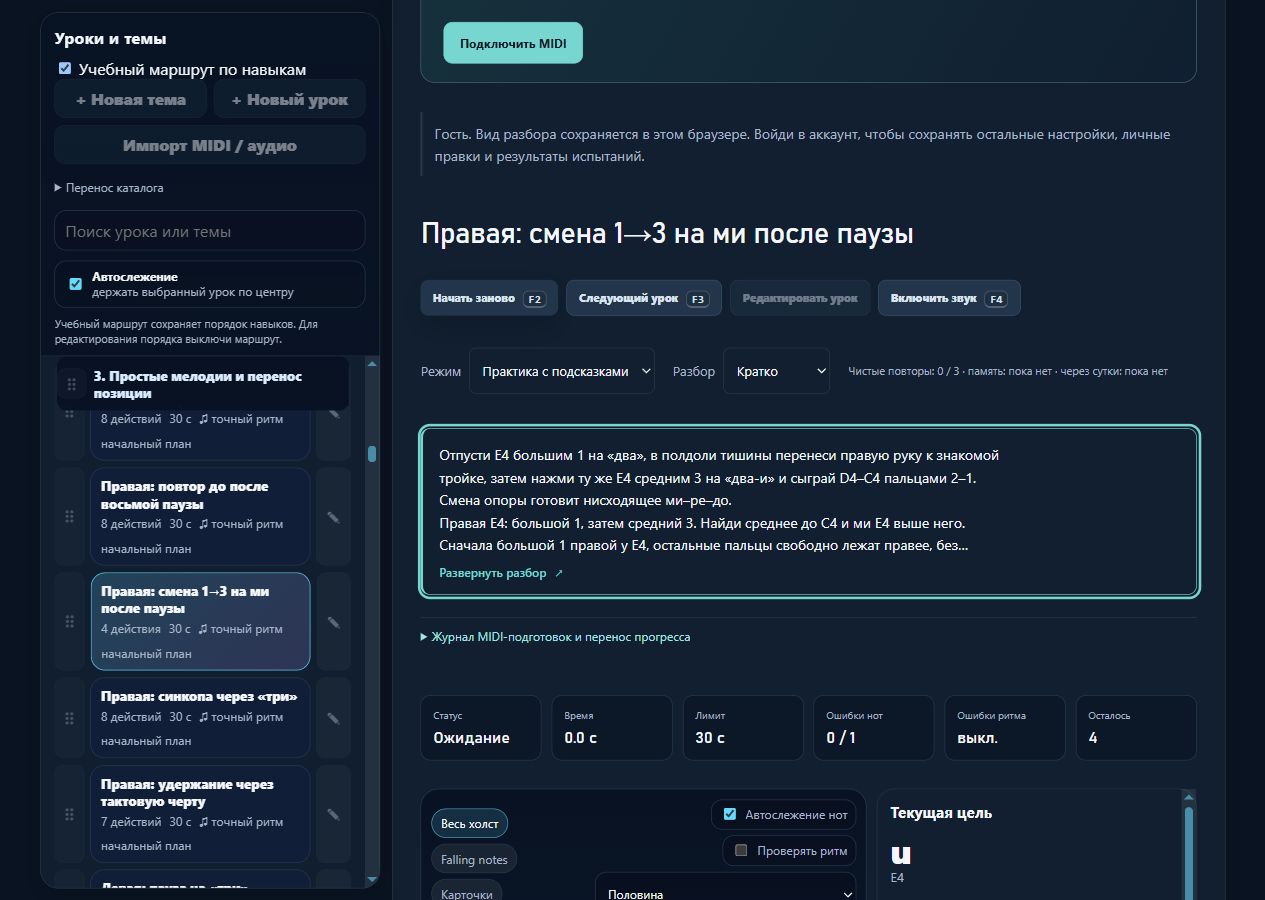 Уроки и темы
Учебный маршрут по навыкам
+ Новая тема
+ Новый урок
Импорт MIDI / аудио
Перенос каталога
Поиск урока или темы
Автослежение
держать выбранный урок по центру
Учебный маршрут сохраняет порядок навыков. Для
редактирования порядка выключи маршрут.
3. Простые мелодии и перенос
позиции
8 действий 30 с ♫ точный ритм
начальный план
Правая: повтор до после
восьмой паузы
8 действий 30 с ♫ точный ритм
начальный план
Правая: смена 1→3 на ми
после паузы
4 действия 30 с ♫ точный ритм
начальный план
Правая: синкопа через «три»
8 действий 30 с ♫ точный ритм
начальный план
Правая: удержание через
тактовую черту
7 действий 30 с ♫ точный ритм
начальный план
Подключить MIDI
Гость. Вид разбора сохраняется в этом браузере. Войди в аккаунт, чтобы сохранять остальные настройки, личные
правки и результаты испытаний.
Правая: смена 1→3 на ми после паузы
Начать заново F2
Следующий урок F3
Редактировать урок
Включить звук F4
Режим Практика с подсказками Разбор Кратко Чистые повторы: 0 / 3 · память: пока нет · через сутки: пока нет
Отпусти E4 большим 1 на «два», в полдоли тишины перенеси правую руку к знакомой
тройке, затем нажми ту же E4 средним 3 на «два-и» и сыграй D4–C4 пальцами 2–1.
Смена опоры готовит нисходящее ми–ре–до.
Правая E4: большой 1, затем средний 3. Найди среднее до C4 и ми E4 выше него.
Сначала большой 1 правой у E4, остальные пальцы свободно лежат правее, без...
Развернуть разбор ↗
Журнал MIDI-подготовок и перенос прогресса
Статус
Ожидание
Время
0.0 с
Лимит
30 с
Ошибки нот
0 / 1
Ошибки ритма
выкл.
Осталось
4
Весь холст
Falling notes
Карточки
Автослежение нот
Проверять ритм
Половина
Текущая цель
u
E4